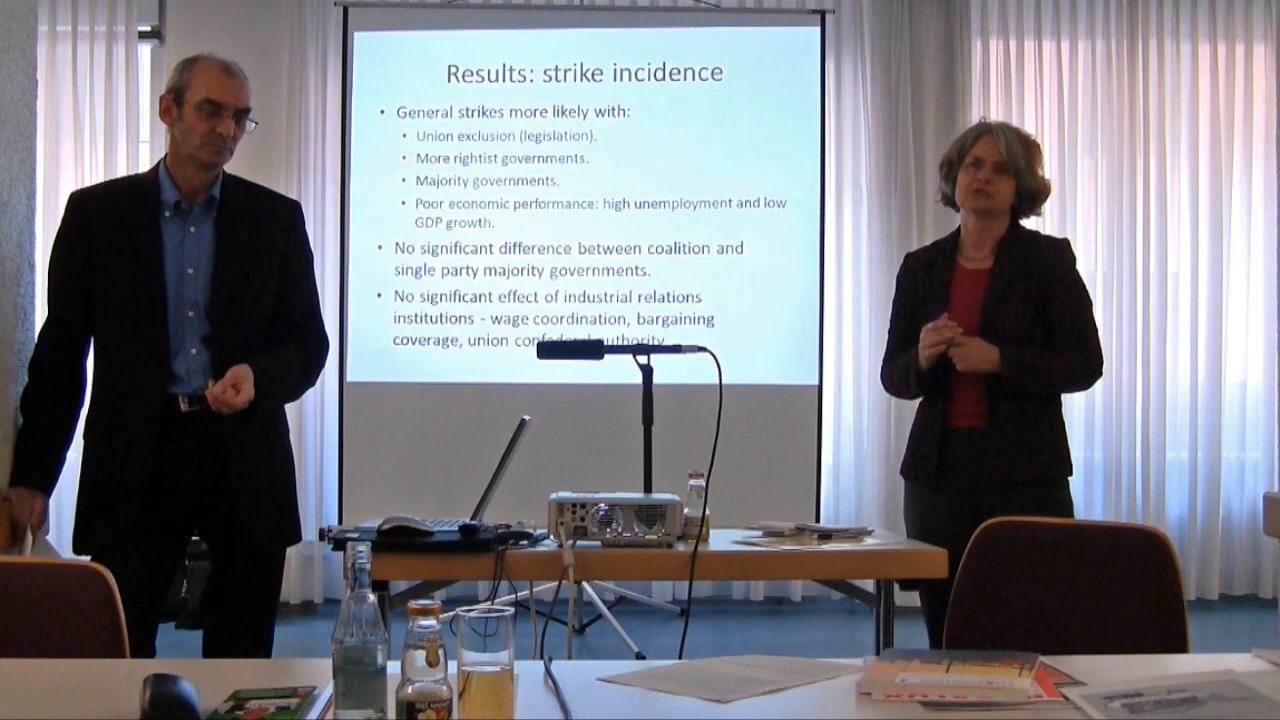 Results: strike incidence
• General strikes more likely with:
• Union exclusion (legislation).
• More rightist governments.
• Majority governments.
• Poor economic performance: high unemployment and low
GDP growth.
• No significant difference between coalition and
single party majority governments.
• No significant effect of industrial relations
institutions - wage coordination, bargaining
coverage, union confederal authority